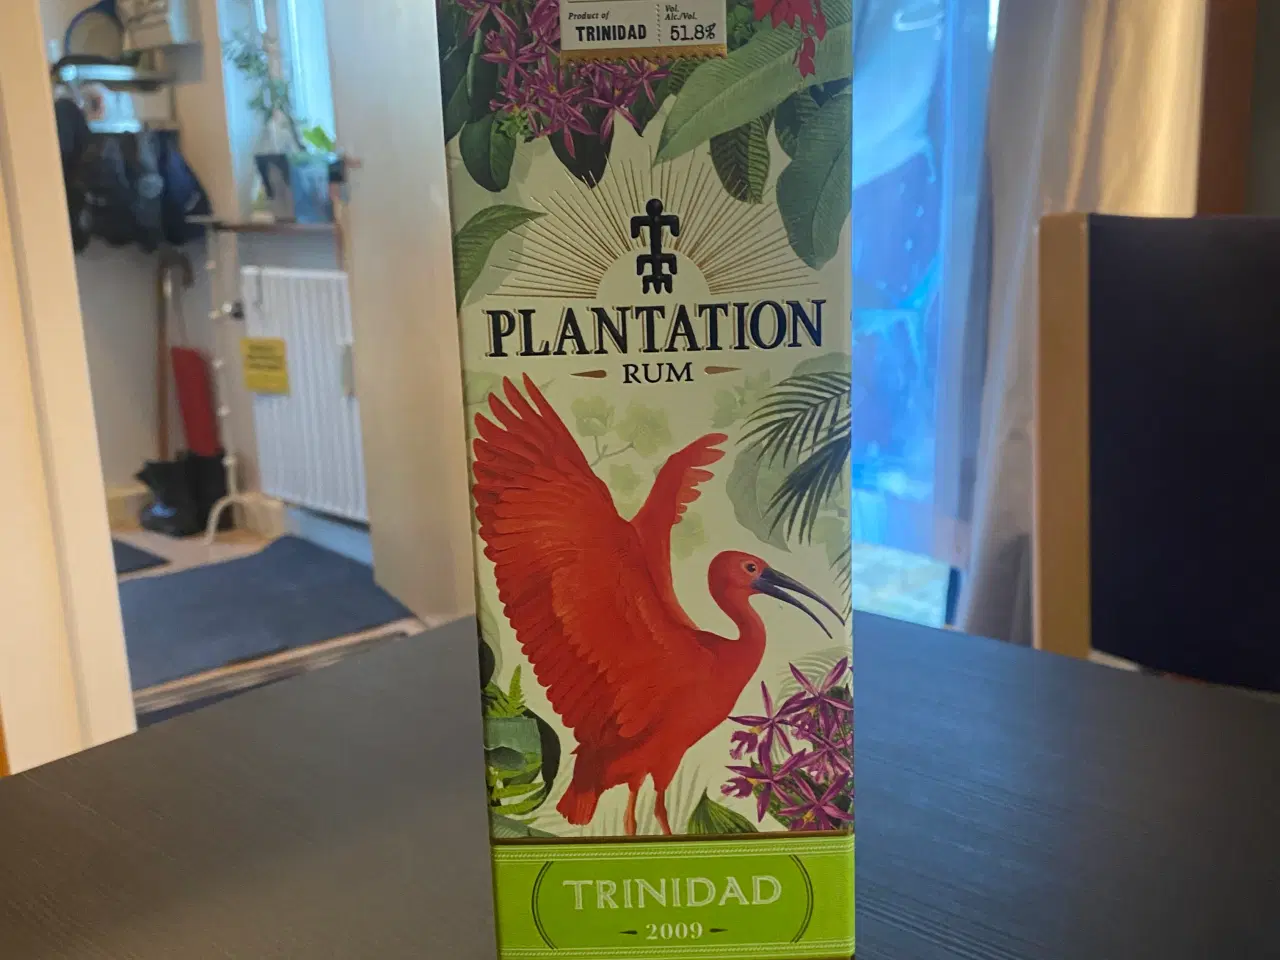 Product of
TRINIDAD
Vol.
Alc./Vol.
51.8%
PLANTATION
RUM
TRINIDAD
2009